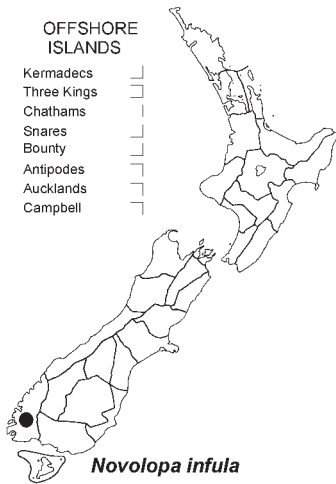 OFFSHORE
ISLANDS
Kermadecs
Three Kings
Chathams
Snares
Bounty
Antipodes
Aucklands
Campbell
Novolopa infula